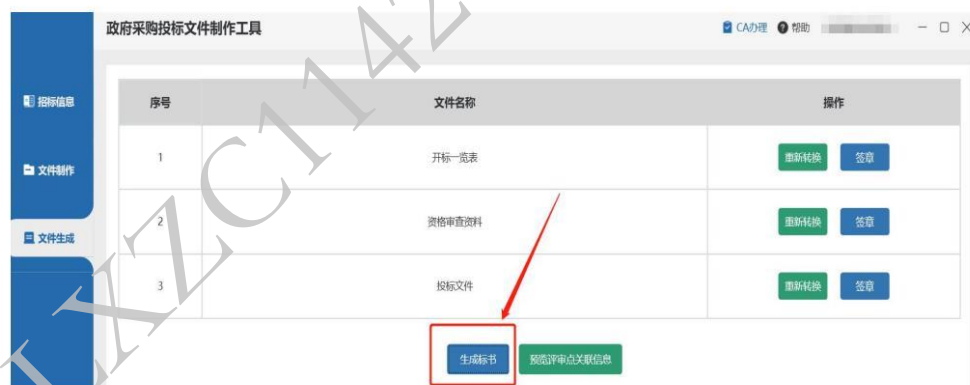 政府采购投标文件制作工具
CA办理
帮助
招标信息
文件制作
文件生成
序号 文件名称 操作
1 开标一览表 重新转换 签章
2 资格审查资料 重新转换 签章
3 投标文件 重新转换 签章
生成标书 预览评审点关联信息
LXZC1142